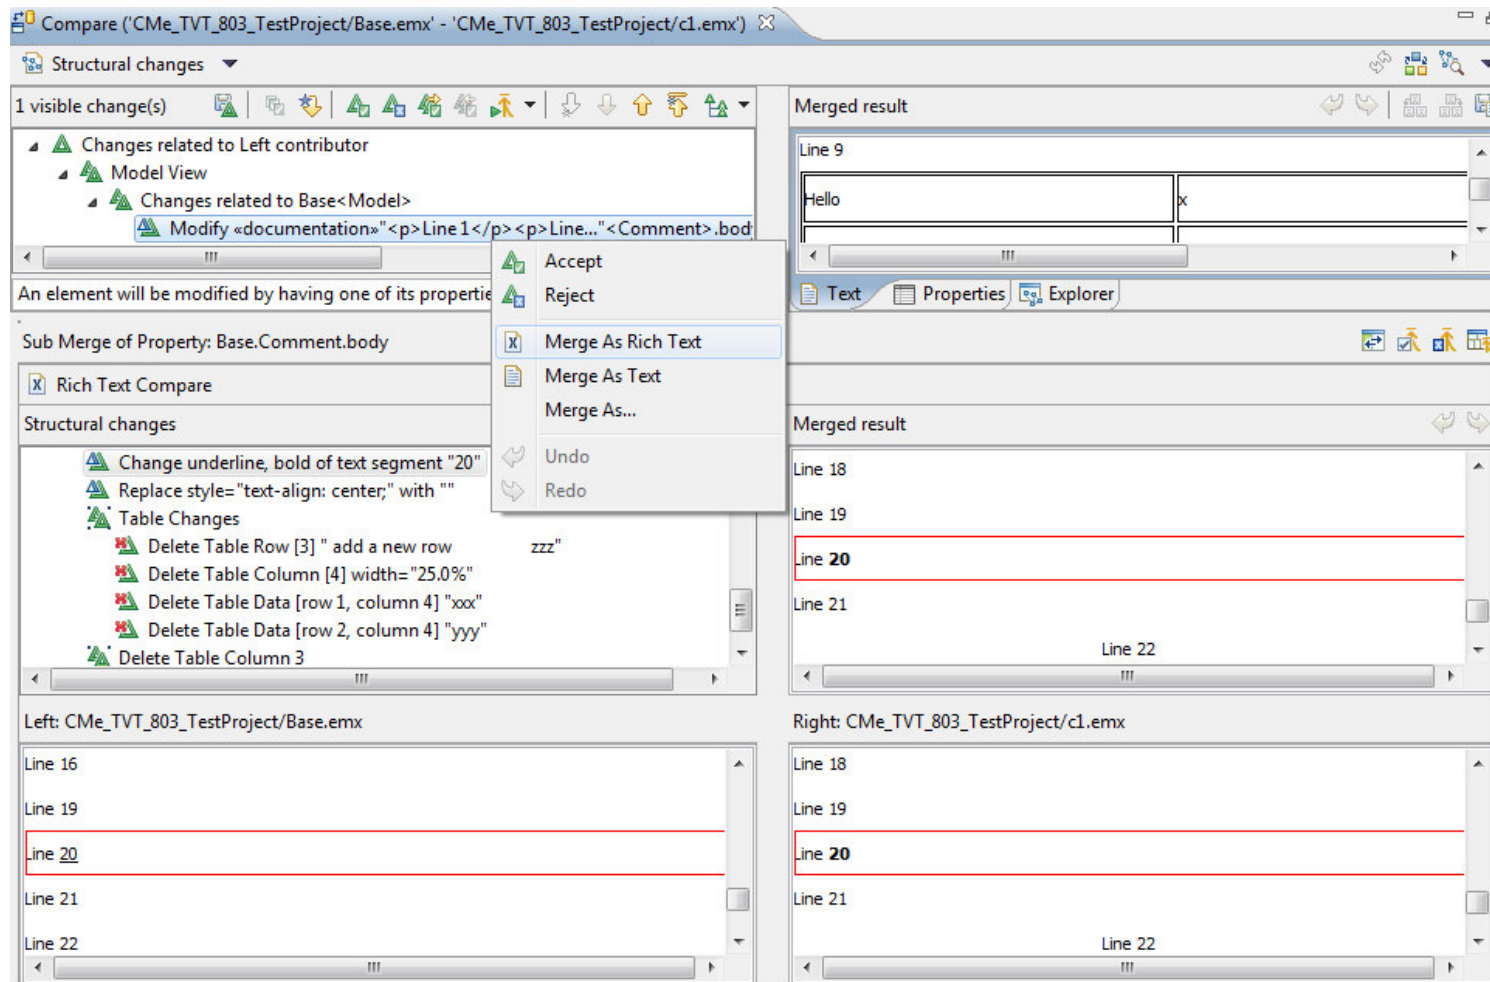 Compare ('CMe_TVT_803_TestProject/Base.emx' - 'CMe_TVT_803_TestProject/c1.emx')
Structural changes
1 visible change(s)
Changes related to Left contributor
Model View
Changes related to Base<Model>
Modify «documentation»"<p>Line 1</p><p>Line..."<Comment>.bod
An element will be modified by having one of its propertie
Merged result
Line 9
Hello x
Text Properties Explorer
Accept
Reject
Merge As Rich Text
Merge As Text
Merge As...
Undo
Redo
Sub Merge of Property: Base.Comment.body
Rich Text Compare
Structural changes
Change underline, bold of text segment "20"
Replace style="text-align: center;" with ""
Table Changes
Delete Table Row [3] " add a new row zzz"
Delete Table Column [4] width="25.0%"
Delete Table Data [row 1, column 4] "xxx"
Delete Table Data [row 2, column 4] "yyy"
Delete Table Column 3
Merged result
Line 18
Line 19
Line 20
Line 21
Line 22
Left: CMe_TVT_803_TestProject/Base.emx
Line 16
Line 19
Line 20
Line 21
Line 22
Right: CMe_TVT_803_TestProject/c1.emx
Line 18
Line 19
Line 20
Line 21
Line 22